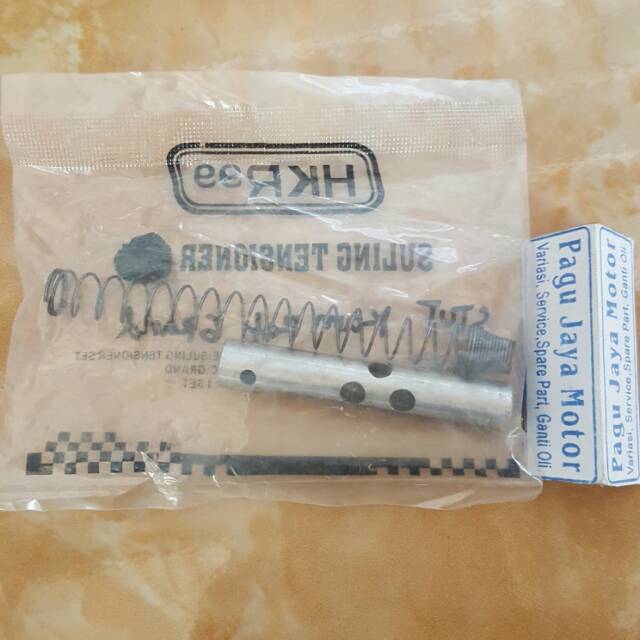 HKR99
SULING TENSIONER
SULING TENSIONER SET
C GRAND
1 SET
Pagu Jaya Motor
Variasi, Service, Spare Part, Ganti Oli
Pagu Jaya Motor
Variasi, Service, Spare Part, Ganti Oli